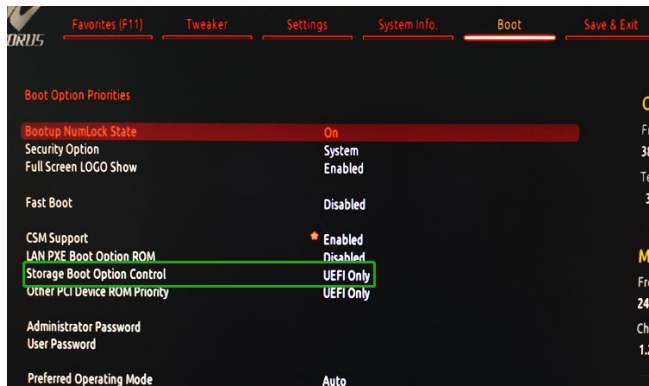 ORUS
Favorites (F11) Tweaker Settings System Info. Boot Save & Exit
Boot Option Priorities
Bootup NumLock State On
Security Option System
Full Screen LOGO Show Enabled
Fast Boot Disabled
CSM Support Enabled
LAN PXE Boot Option ROM Disabled
Storage Boot Option Control UEFI Only
Other PCI Device ROM Priority UEFI Only
Administrator Password
User Password
Preferred Operating Mode Auto